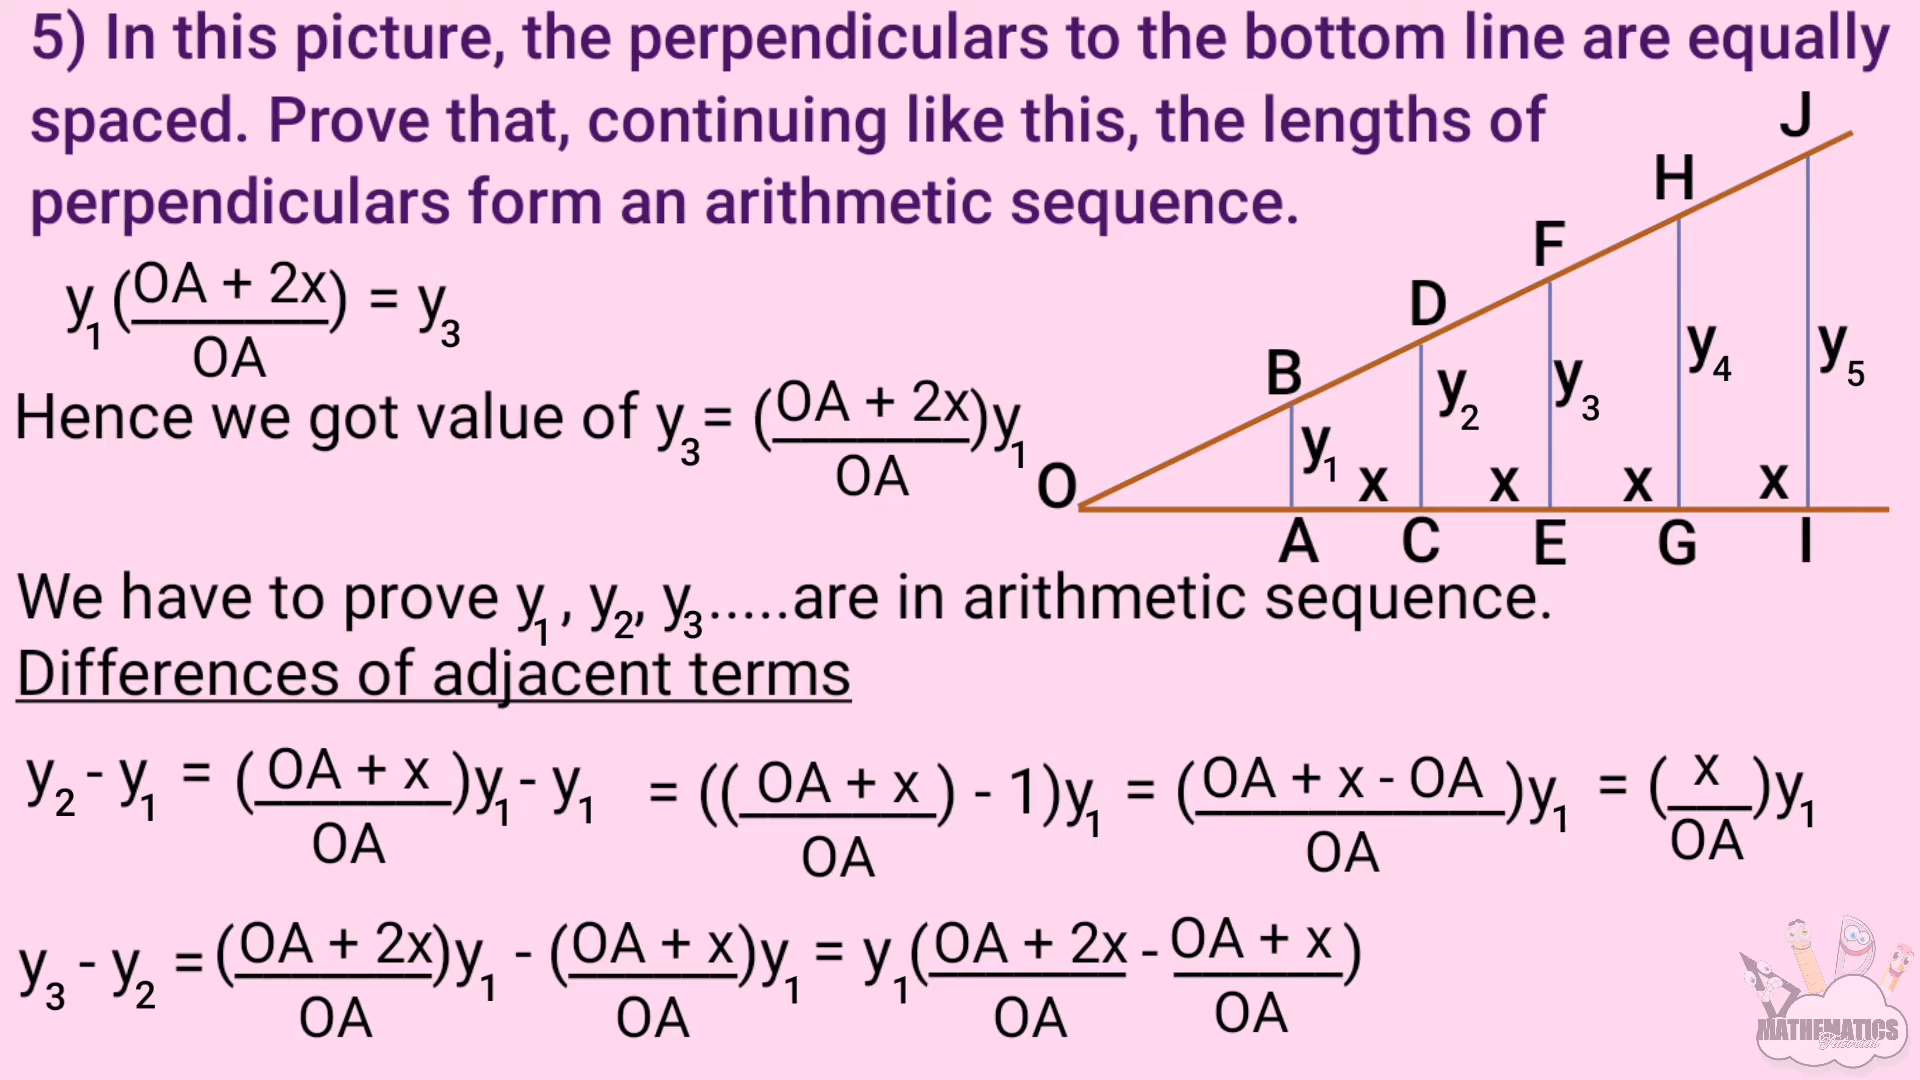 5) In this picture, the perpendiculars to the bottom line are equally
spaced. Prove that, continuing like this, the lengths of
perpendiculars form an arithmetic sequence.
y₁ (OA + 2x / OA) = y₃
Hence we got value of y₃ = (OA + 2x / OA)y₁
J
H
F
D
B
O
y₁ y₂ y₃ y₄ y₅
x x x x
A C E G I
We have to prove y₁, y₂, y₃.....are in arithmetic sequence.
Differences of adjacent terms
y₂ - y₁ = (OA + x / OA)y₁ - y₁ = ((OA + x / OA) - 1)y₁ = (OA + x - OA / OA)y₁ = (x / OA)y₁
y₃ - y₂ = (OA + 2x / OA)y₁ - (OA + x / OA)y₁ = y₁(OA + 2x / OA - OA + x / OA)
MATHEMATICS
Tutorial